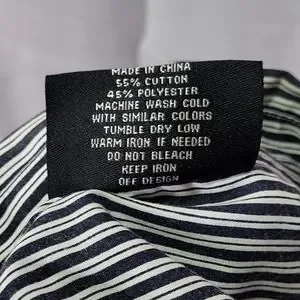 MADE IN CHINA
55% COTTON
45% POLYESTER
MACHINE WASH COLD
WITH SIMILAR COLORS
TUMBLE DRY LOW
WARM IRON IF NEEDED
DO NOT BLEACH
KEEP IRON
OFF DESIGN